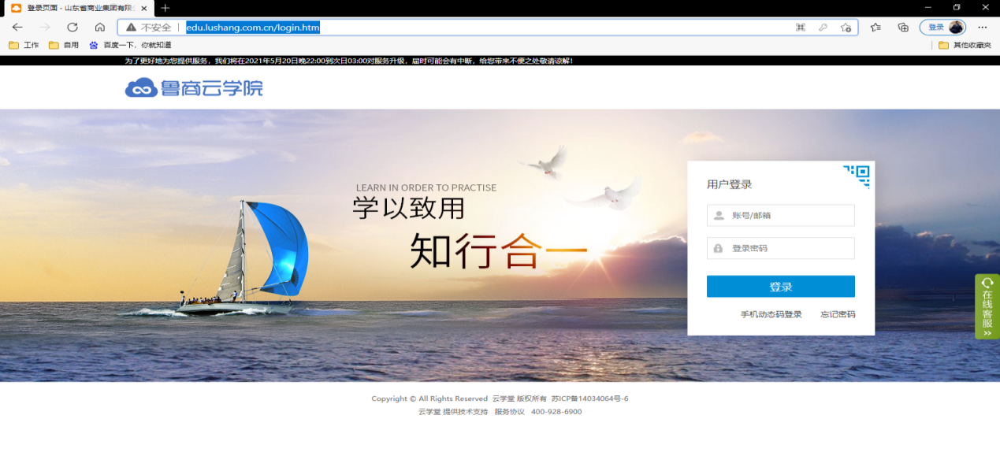 登录页面 - 山东省商业集团有限
不安全 edu.lushang.com.cn/login.htm 登录
工作 自用 百度一下，你就知道 其他收藏夹
为了更好地为您提供服务，我们将在2021年5月20日晚22:00到次日03:00对服务升级，届时可能会有中断，给您带来不便之处敬请谅解！
鲁商云学院
LEARN IN ORDER TO PRACTISE
学以致用
知行合一
用户登录
账号/邮箱
登录密码
登录
手机动态码登录 忘记密码
在线客服
Copyright © All Rights Reserved 云学堂 版权所有 苏ICP备14034064号-6
云学堂 提供技术支持 服务协议 400-928-6900